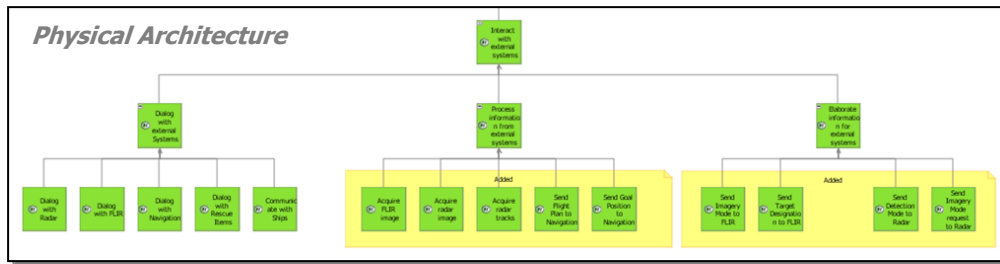 Physical Architecture
Interact
with
external
systems
Dialog
with
external
Systems
Process
informatio
n from
external
systems
Elaborate
informatio
n for
external
systems
Added
Added
Dialog
with
Radar
Dialog
with FLIR
Dialog
with
Navigation
Dialog
with
Rescue
Items
Communic
ate with
Ships
Acquire
FLIR
image
Acquire
radar
image
Acquire
radar
tracks
Send
Flight
Plan to
Navigation
Send Goal
Position
to
Navigation
Send
Imagery
Mode to
FLIR
Send
Target
Designatio
n to FLIR
Send
Detection
Mode to
Radar
Send
Imagery
Mode
request
to Radar